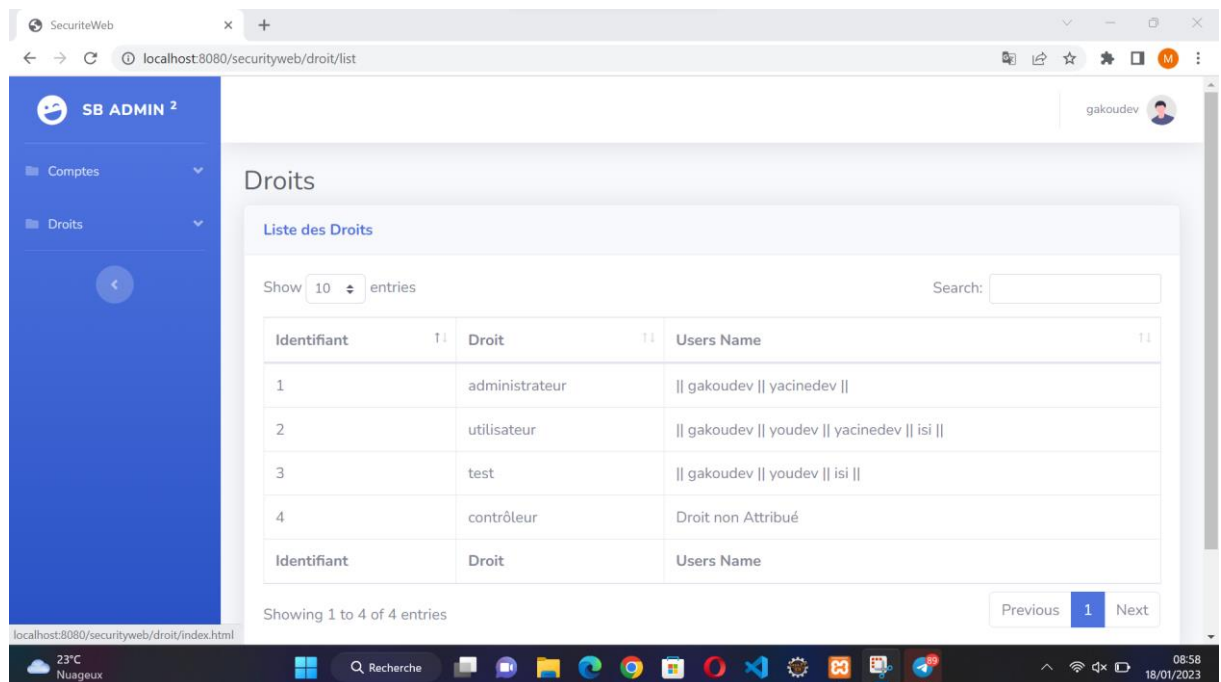 SecuriteWeb
localhost:8080/securityweb/droit/list
M
SB ADMIN 2
gakoudev
Comptes
Droits
Droits
Liste des Droits
Show 10 entries
Search:
Identifiant Droit Users Name
1 administrateur || gakoudev || yacinedev ||
2 utilisateur || gakoudev || youdev || yacinedev || isi ||
3 test || gakoudev || youdev || isi ||
4 contrôleur Droit non Attribué
Identifiant Droit Users Name
Showing 1 to 4 of 4 entries
Previous 1 Next
localhost:8080/securityweb/droit/index.html
23°C
Nuageux
Recherche
89
08:58
18/01/2023